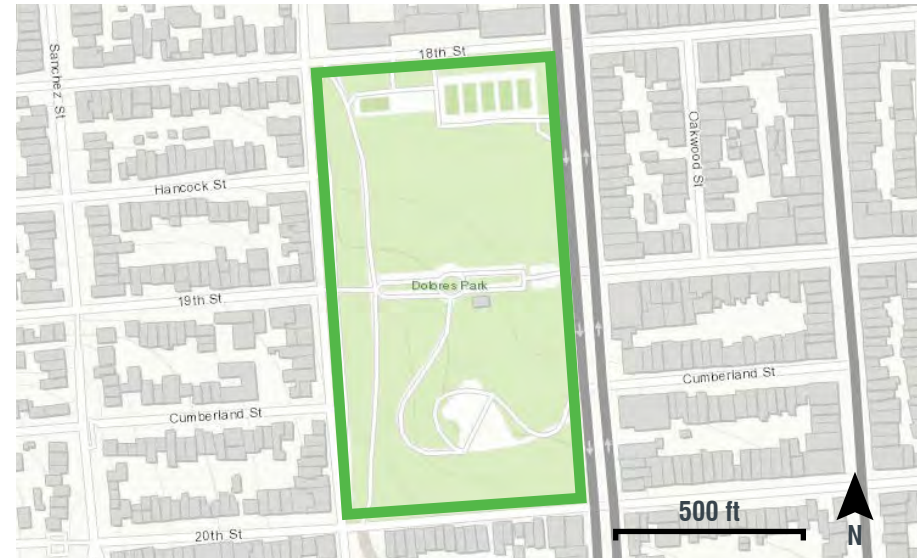 18th St
Sanchez St
Oakwood St
Hancock St
Dolores Park
19th St
Cumberland St
Cumberland St
500 ft
20th St
N